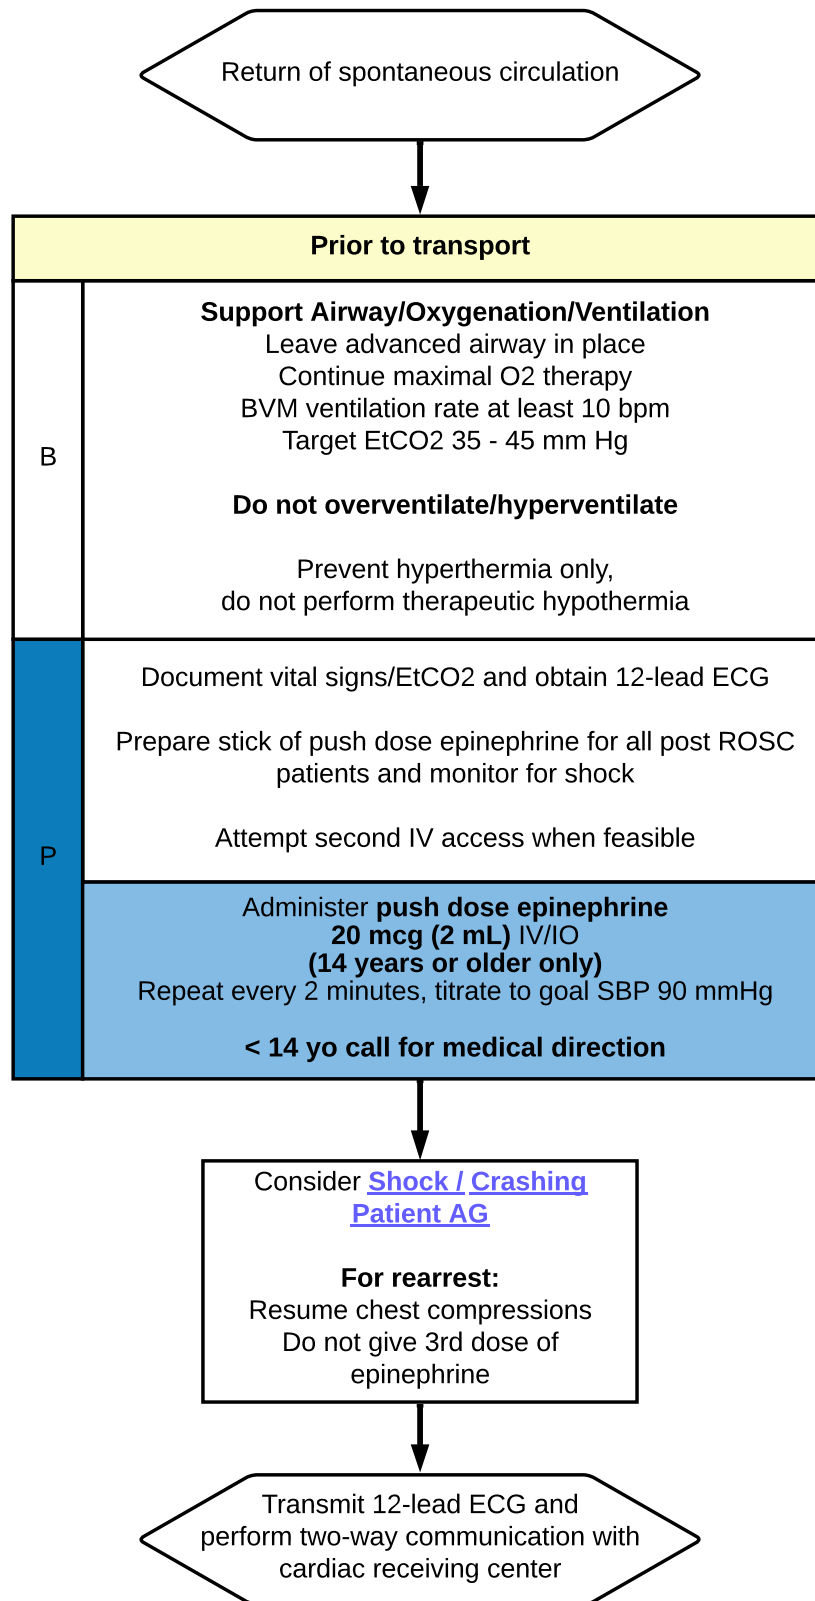 Return of spontaneous circulation
Prior to transport
B
Support Airway/Oxygenation/Ventilation
Leave advanced airway in place
Continue maximal O2 therapy
BVM ventilation rate at least 10 bpm
Target EtCO2 35 - 45 mm Hg
Do not overventilate/hyperventilate
Prevent hyperthermia only,
do not perform therapeutic hypothermia
P
Document vital signs/EtCO2 and obtain 12-lead ECG
Prepare stick of push dose epinephrine for all post ROSC
patients and monitor for shock
Attempt second IV access when feasible
Administer push dose epinephrine
20 mcg (2 mL) IV/IO
(14 years or older only)
Repeat every 2 minutes, titrate to goal SBP 90 mmHg
< 14 yo call for medical direction
Consider Shock / Crashing
Patient AG
For rearrest:
Resume chest compressions
Do not give 3rd dose of
epinephrine
Transmit 12-lead ECG and
perform two-way communication with
cardiac receiving center